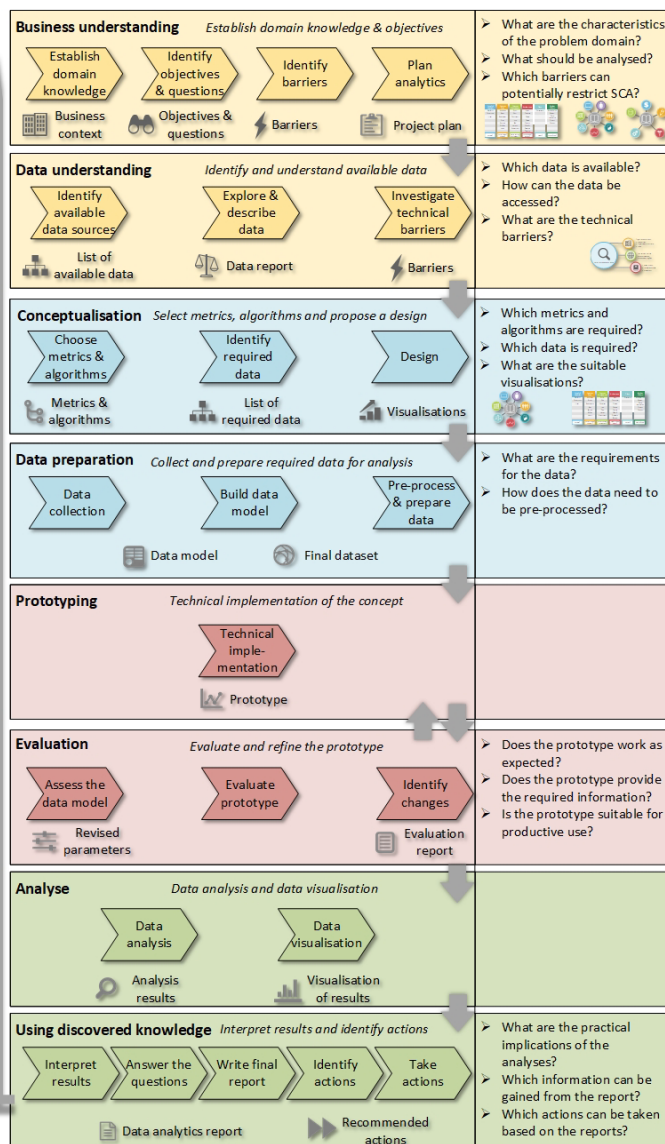 Business understanding Establish domain knowledge & objectives
Establish
domain
knowledge
Identify
objectives
& questions
Identify
barriers
Plan
analytics
Business
context
Objectives &
questions
Barriers
Project plan
➢ What are the characteristics
of the problem domain?
➢ What should be analysed?
➢ Which barriers can
potentially restrict SCA?
Data understanding Identify and understand available data
Identify
available
data sources
Explore &
describe
data
Investigate
technical
barriers
List of
available data
Data report
Barriers
➢ Which data is available?
➢ How can the data be
accessed?
➢ What are the technical
barriers?
Conceptualisation Select metrics, algorithms and propose a design
Choose
metrics &
algorithms
Identify
required
data
Design
Metrics &
algorithms
List of
required data
Visualisations
➢ Which metrics and
algorithms are required?
➢ Which data is required?
➢ What are the suitable
visualisations?
Data preparation Collect and prepare required data for analysis
Data
collection
Build data
model
Pre-process
& prepare
data
Data model
Final dataset
➢ What are the requirements
for the data?
➢ How does the data need to
be pre-processed?
Prototyping Technical implementation of the concept
Technical
imple-
mentation
Prototype
Evaluation Evaluate and refine the prototype
Assess the
data model
Evaluate
prototype
Identify
changes
Revised
parameters
Evaluation
report
➢ Does the prototype work as
expected?
➢ Does the prototype provide
the required information?
➢ Is the prototype suitable for
productive use?
Analyse Data analysis and data visualisation
Data
analysis
Data
visualisation
Analysis
results
Visualisation
of results
Using discovered knowledge Interpret results and identify actions
Interpret
results
Answer the
questions
Write final
report
Identify
actions
Take
actions
Data analytics report
Recommended
actions
➢ What are the practical
implications of the
analyses?
➢ Which information can be
gained from the report?
➢ Which actions can be taken
based on the reports?